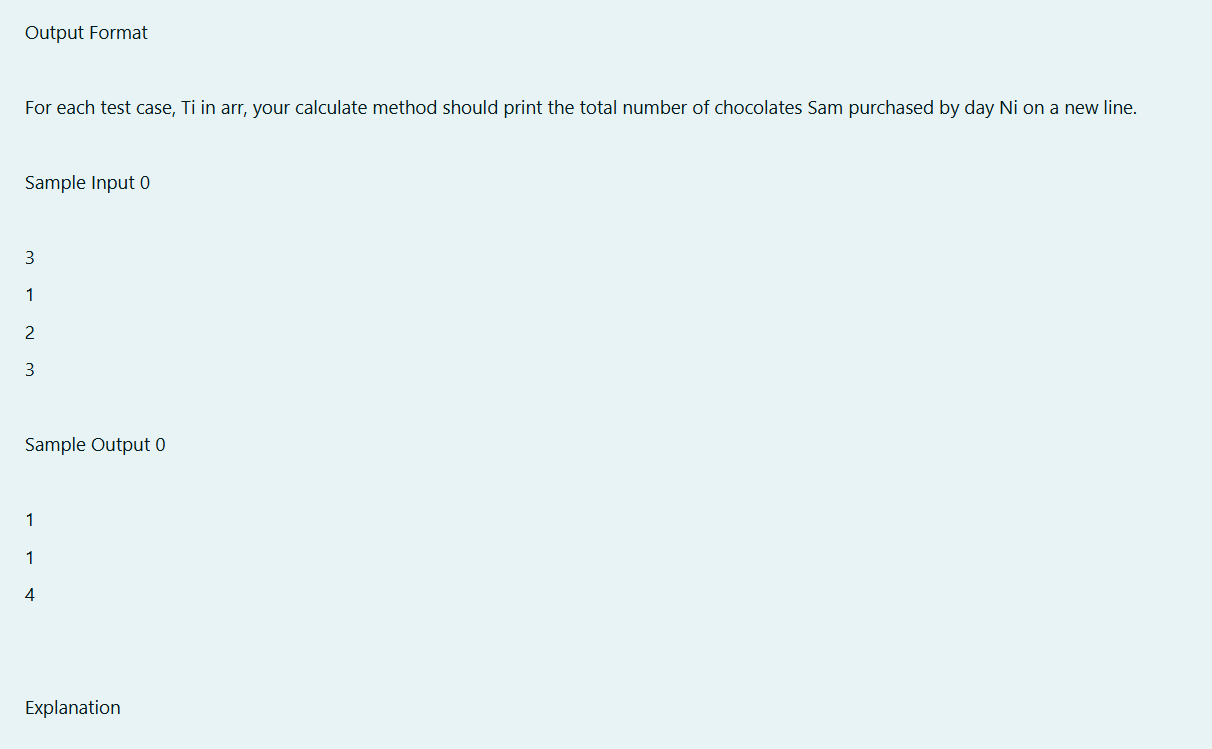 Output Format
For each test case, Ti in arr, your calculate method should print the total number of chocolates Sam purchased by day Ni on a new line.
Sample Input 0
3
1
2
3
Sample Output 0
1
1
4
Explanation